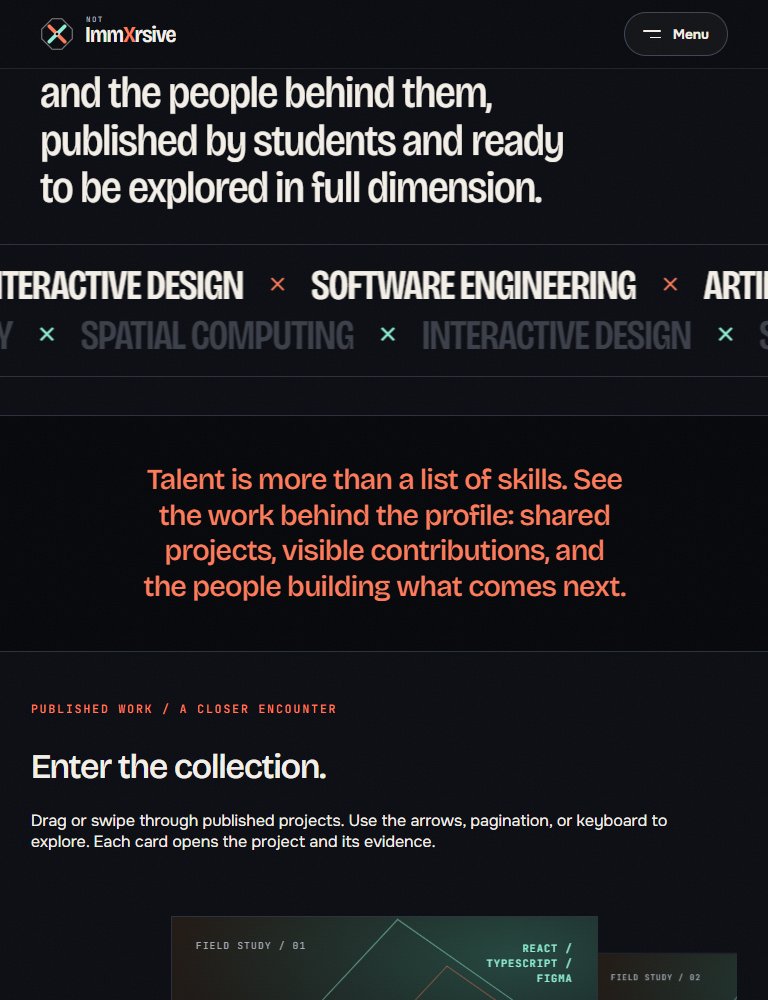 NOT
ImmXrsive
Menu
and the people behind them,
published by students and ready
to be explored in full dimension.
NTERACTIVE DESIGN × SOFTWARE ENGINEERING × ARTI
Y × SPATIAL COMPUTING × INTERACTIVE DESIGN × S
Talent is more than a list of skills. See
the work behind the profile: shared
projects, visible contributions, and
the people building what comes next.
PUBLISHED WORK / A CLOSER ENCOUNTER
Enter the collection.
Drag or swipe through published projects. Use the arrows, pagination, or keyboard to
explore. Each card opens the project and its evidence.
FIELD STUDY / 01
REACT /
TYPESCRIPT /
FIGMA
FIELD STUDY / 02